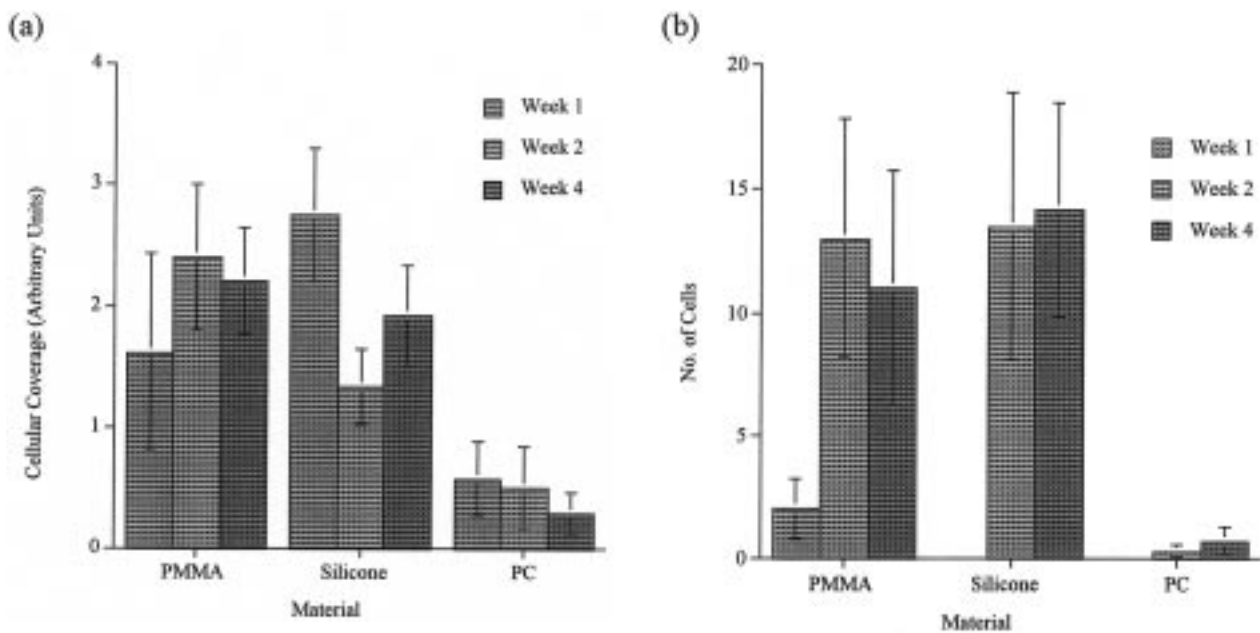 (a)
4
3
2
1
0
Cellular Coverage (Arbitrary Units)
Week 1
Week 2
Week 4
PMMA Silicone PC
Material
(b)
20
15
10
5
0
No. of Cells
Week 1
Week 2
Week 4
PMMA Silicone PC
Material